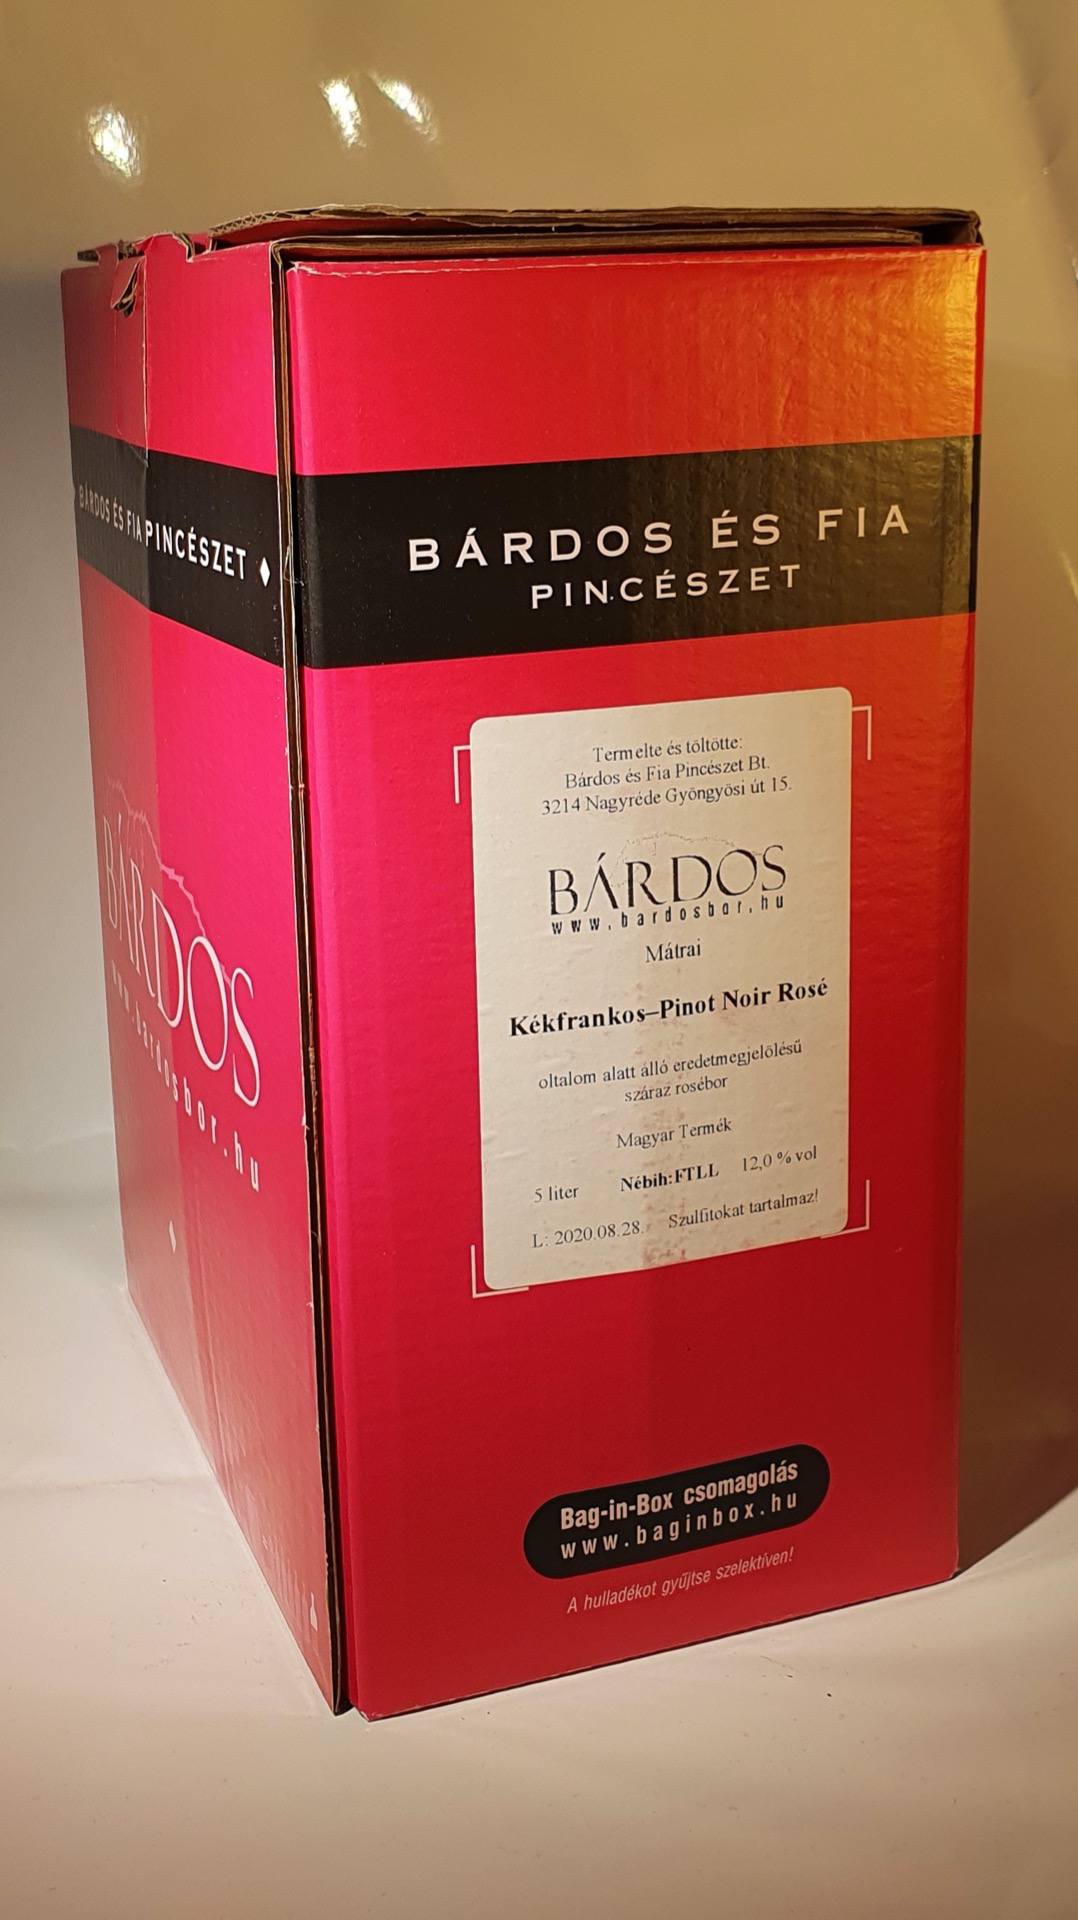 BÁRDOS ÉS FIA PINCÉSZET
BÁRDOS
www.bardosbor.hu
BÁRDOS ÉS FIA
PINCÉSZET
Termelte és töltötte:
Bárdos és Fia Pincészet Bt.
3214 Nagyréde Gyöngyösi út 15.
BÁRDOS
www.bardosbor.hu
Mátrai
Kékfrankos–Pinot Noir Rosé
oltalom alatt álló eredetmegjelölésű
száraz rosébor
Magyar Termék
5 liter Nébih:FTLL 12,0 % vol
L: 2020.08.28. Szulfitokat tartalmaz!
Bag-in-Box csomagolás
www.baginbox.hu
A hulladékot gyűjtse szelektíven!